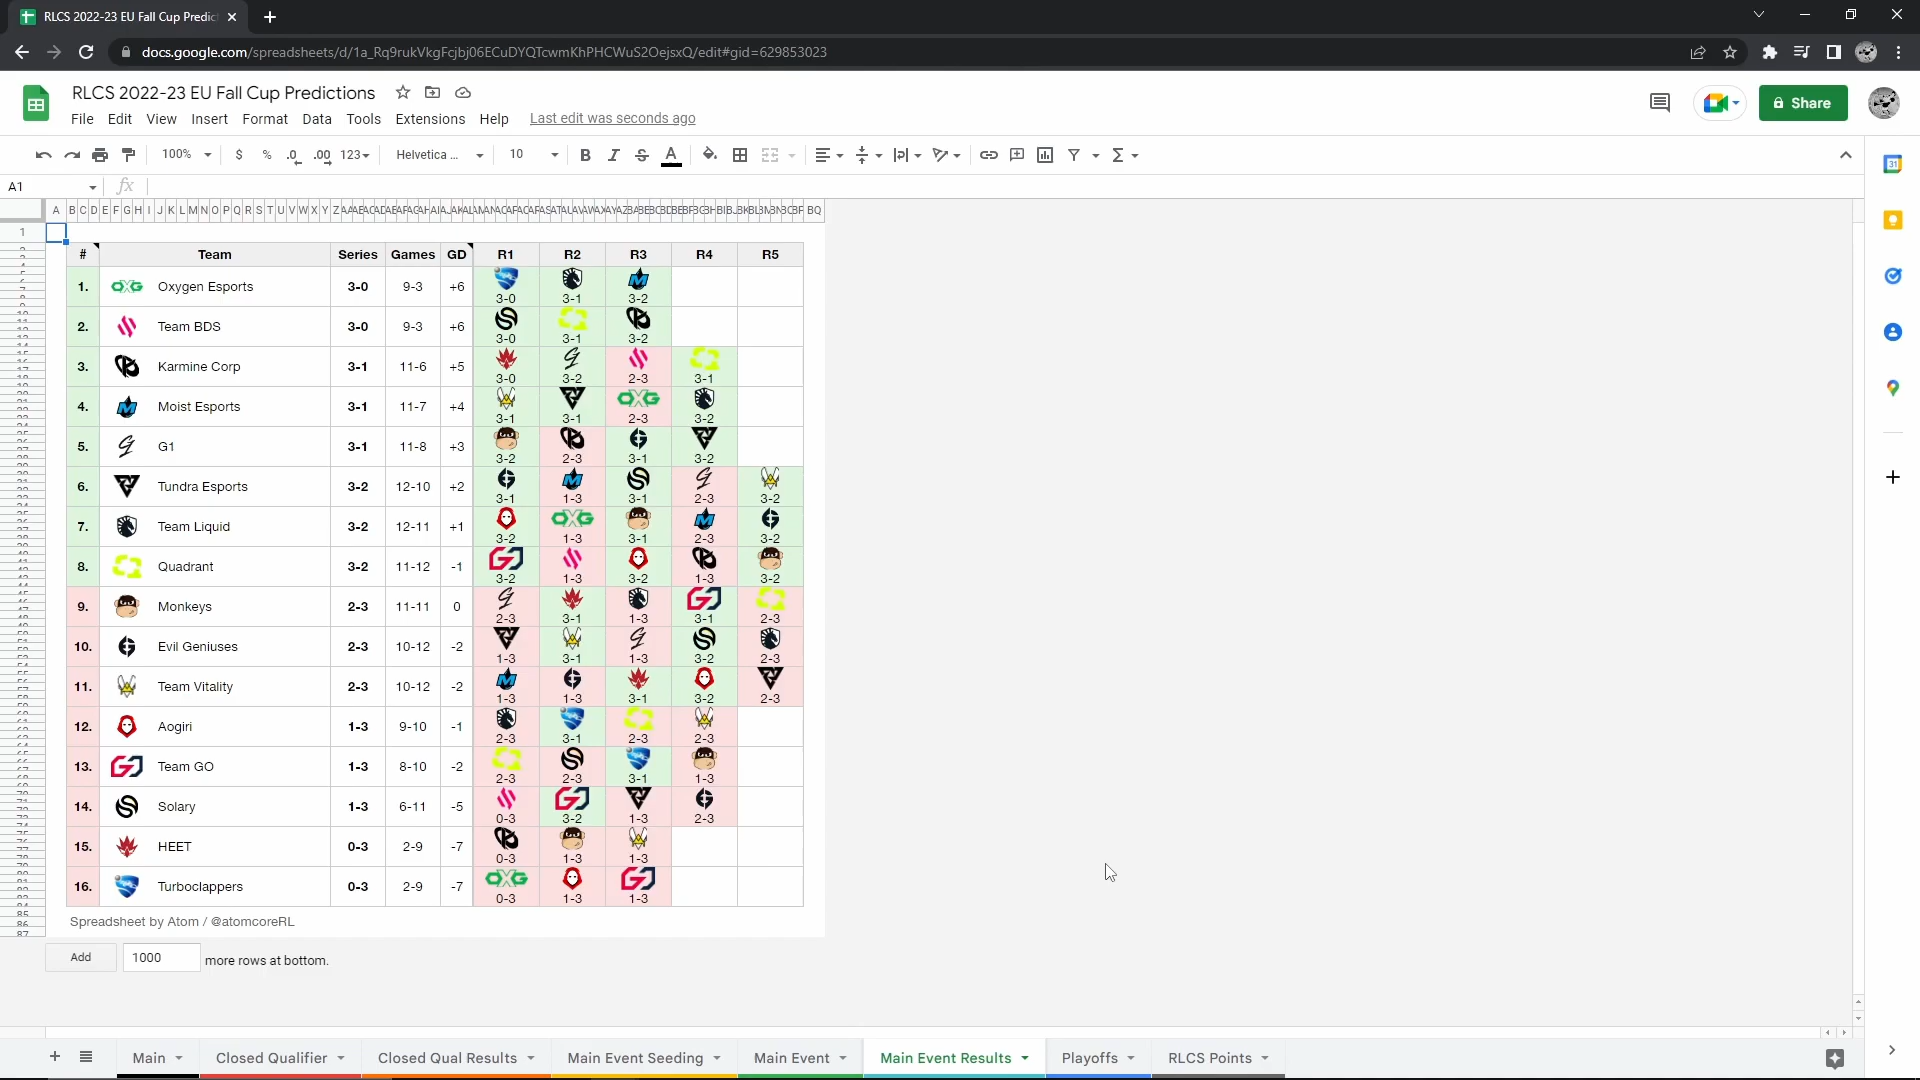 RLCS 2022-23 EU Fall Cup Predic
docs.google.com/spreadsheets/d/1a_Rq9rukVkgFcjbj06ECuDYQTcwmKhPHCWuS2OejsxQ/edit#gid=629853023
RLCS 2022-23 EU Fall Cup Predictions
File Edit View Insert Format Data Tools Extensions Help Last edit was seconds ago
Share
100% $ % .0 .00 123 Helvetica ... 10 B I S A
A1 fx
# Team Series Games GD R1 R2 R3 R4 R5
1. OXG Oxygen Esports 3-0 9-3 +6 3-0 3-1 3-2
2. Team BDS 3-0 9-3 +6 3-0 3-1 3-2
3. Karmine Corp 3-1 11-6 +5 3-0 3-2 2-3 3-1
4. Moist Esports 3-1 11-7 +4 3-1 3-1 OXG 2-3 3-2
5. G1 3-1 11-8 +3 3-2 2-3 3-1 3-2
6. Tundra Esports 3-2 12-10 +2 3-1 1-3 3-1 2-3 3-2
7. Team Liquid 3-2 12-11 +1 3-2 OXG 1-3 3-1 2-3 3-2
8. Quadrant 3-2 11-12 -1 3-2 1-3 3-2 1-3 3-2
9. Monkeys 2-3 11-11 0 2-3 3-1 1-3 3-1 2-3
10. Evil Geniuses 2-3 10-12 -2 1-3 3-1 1-3 3-2 2-3
11. Team Vitality 2-3 10-12 -2 1-3 1-3 3-1 3-2 2-3
12. Aogiri 1-3 9-10 -1 2-3 3-1 2-3 2-3
13. Team GO 1-3 8-10 -2 2-3 2-3 3-1 1-3
14. Solary 1-3 6-11 -5 0-3 3-2 1-3 2-3
15. HEET 0-3 2-9 -7 0-3 1-3 1-3
16. Turboclappers 0-3 2-9 -7 OXG 0-3 1-3 1-3
Spreadsheet by Atom / @atomcoreRL
Add 1000 more rows at bottom.
Main Closed Qualifier Closed Qual Results Main Event Seeding Main Event Main Event Results Playoffs RLCS Points